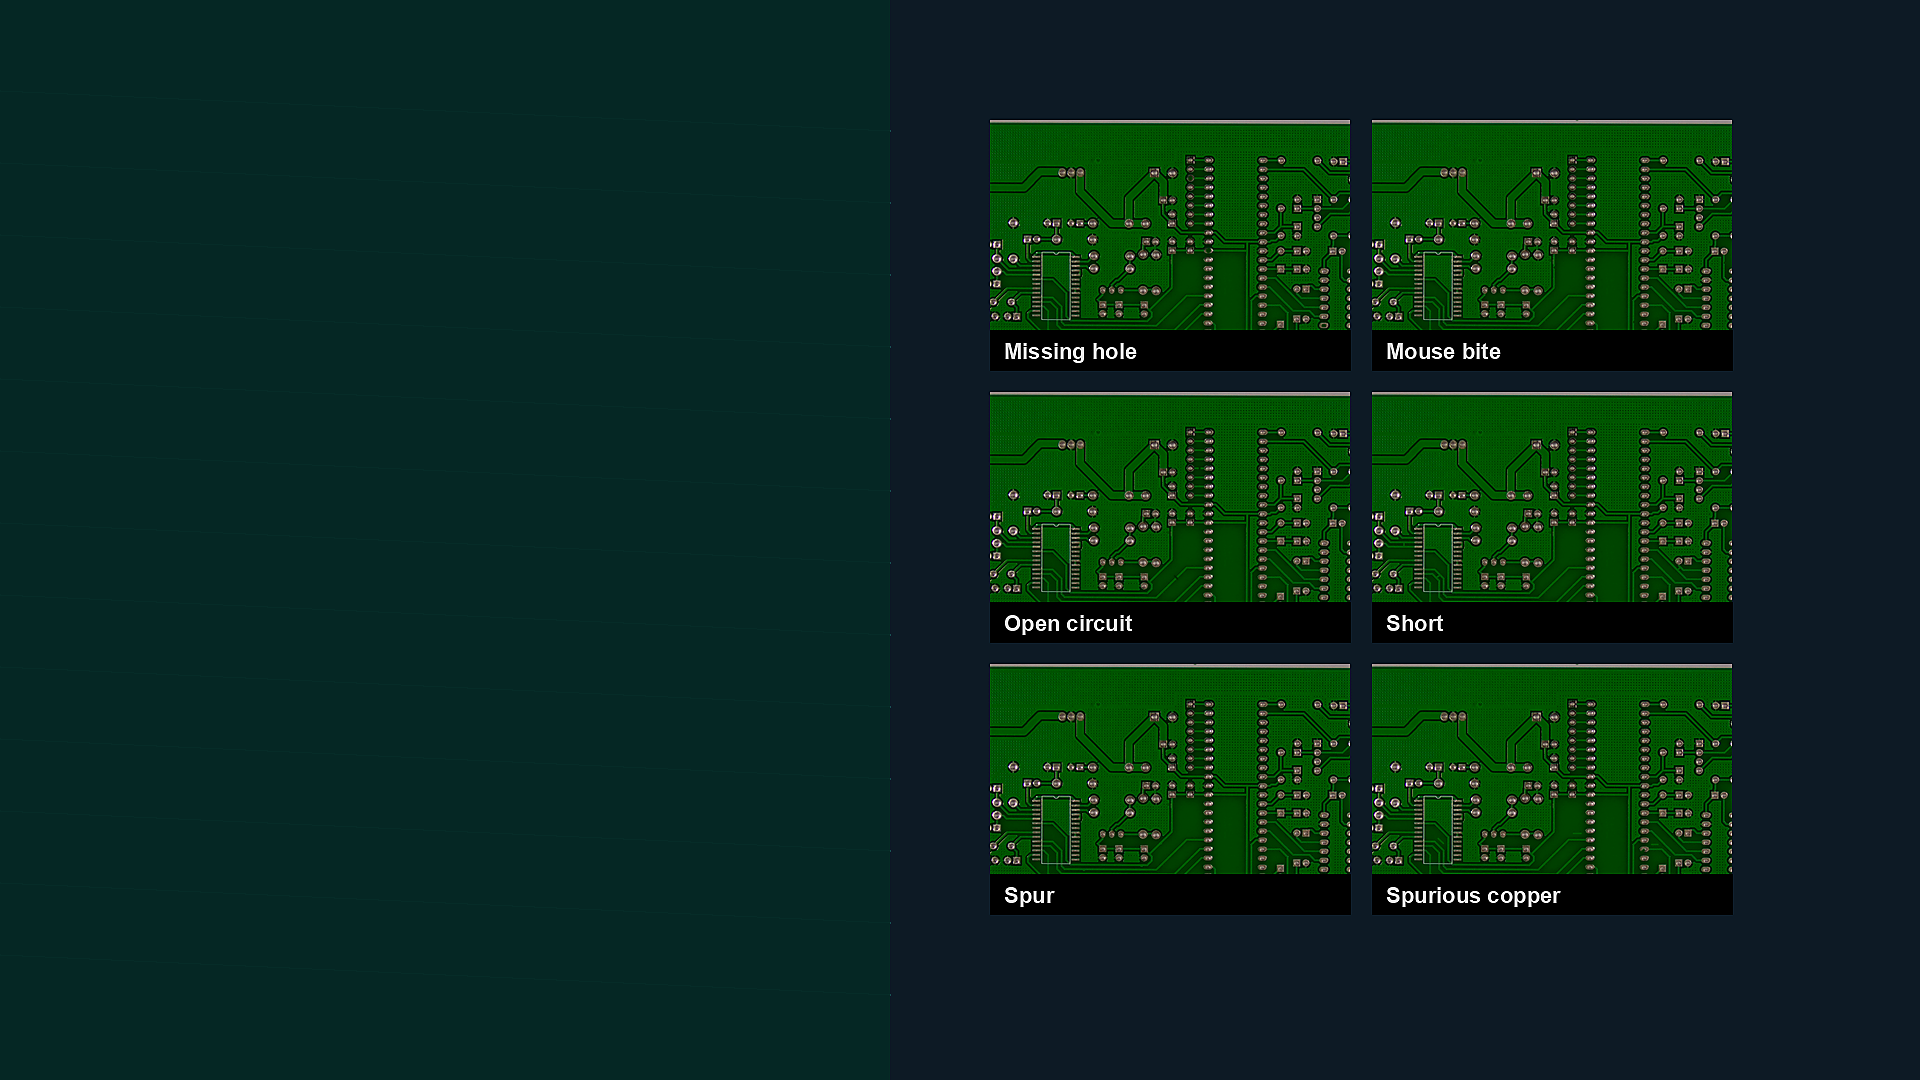 Missing hole
Mouse bite
Open circuit
Short
Spur
Spurious copper